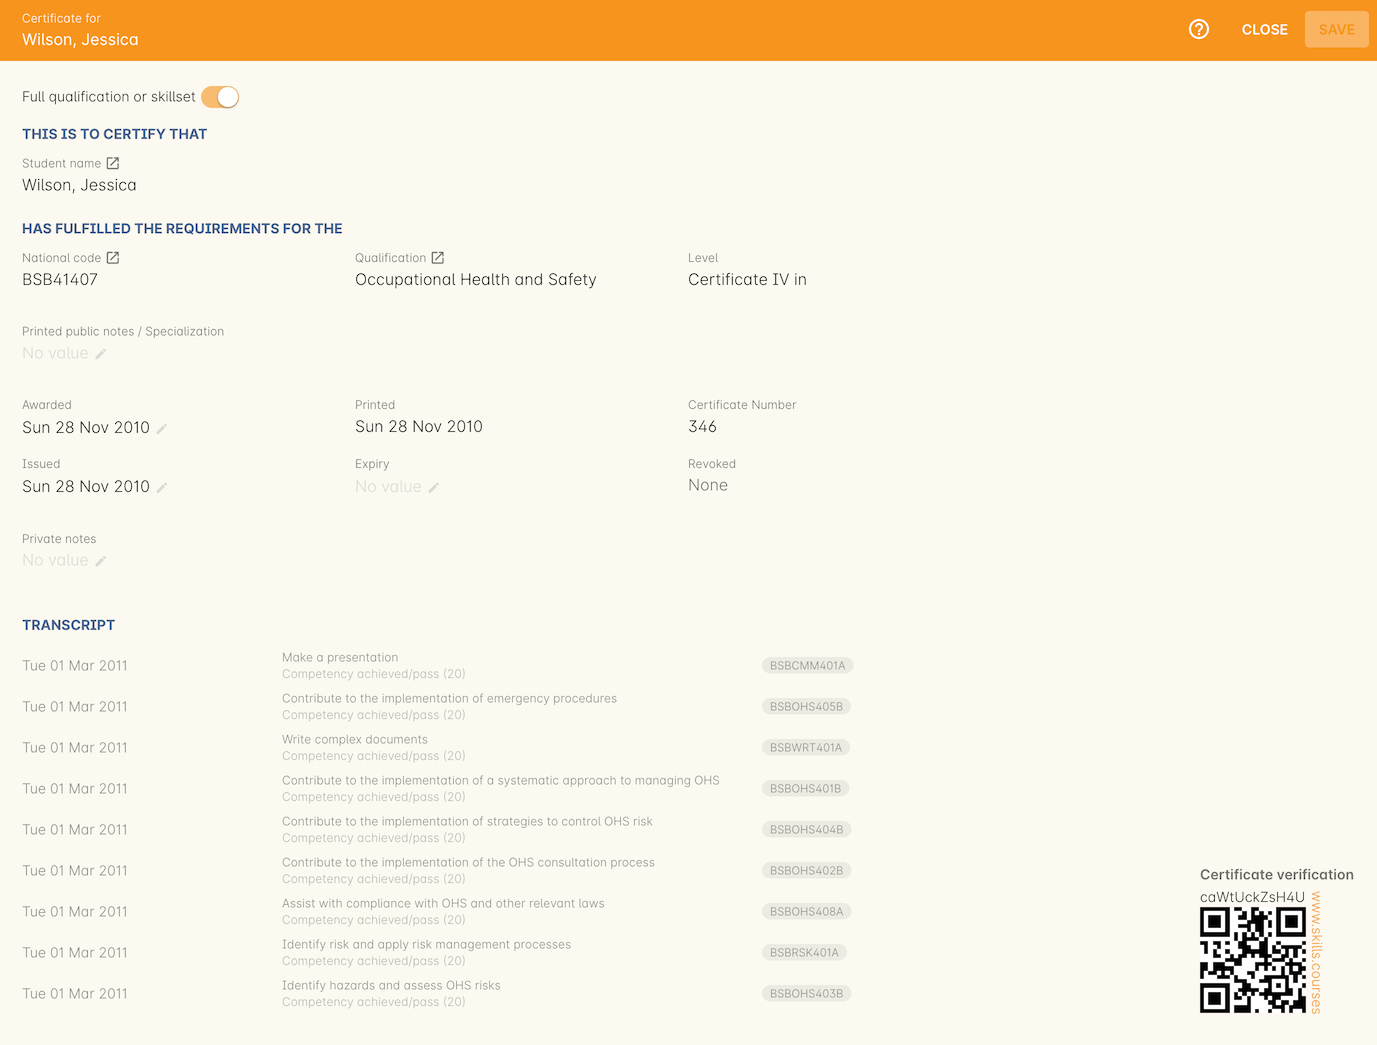 Certificate for
Wilson, Jessica
CLOSE
SAVE
Full qualification or skillset
THIS IS TO CERTIFY THAT
Student name
Wilson, Jessica
HAS FULFILLED THE REQUIREMENTS FOR THE
National code Qualification Level
BSB41407 Occupational Health and Safety Certificate IV in
Printed public notes / Specialization
No value
Awarded Printed Certificate Number
Sun 28 Nov 2010 Sun 28 Nov 2010 346
Issued Expiry Revoked
Sun 28 Nov 2010 No value None
Private notes
No value
TRANSCRIPT
Tue 01 Mar 2011 Make a presentation BSBCMM401A
Competency achieved/pass (20)
Tue 01 Mar 2011 Contribute to the implementation of emergency procedures BSBOHS405B
Competency achieved/pass (20)
Tue 01 Mar 2011 Write complex documents BSBWRT401A
Competency achieved/pass (20)
Tue 01 Mar 2011 Contribute to the implementation of a systematic approach to managing OHS BSBOHS401B
Competency achieved/pass (20)
Tue 01 Mar 2011 Contribute to the implementation of strategies to control OHS risk BSBOHS404B
Competency achieved/pass (20)
Tue 01 Mar 2011 Contribute to the implementation of the OHS consultation process BSBOHS402B
Competency achieved/pass (20)
Tue 01 Mar 2011 Assist with compliance with OHS and other relevant laws BSBOHS408A
Competency achieved/pass (20)
Tue 01 Mar 2011 Identify risk and apply risk management processes BSBRSK401A
Competency achieved/pass (20)
Tue 01 Mar 2011 Identify hazards and assess OHS risks BSBOHS403B
Competency achieved/pass (20)
Certificate verification
caWtUckZsH4U
www.skills.courses